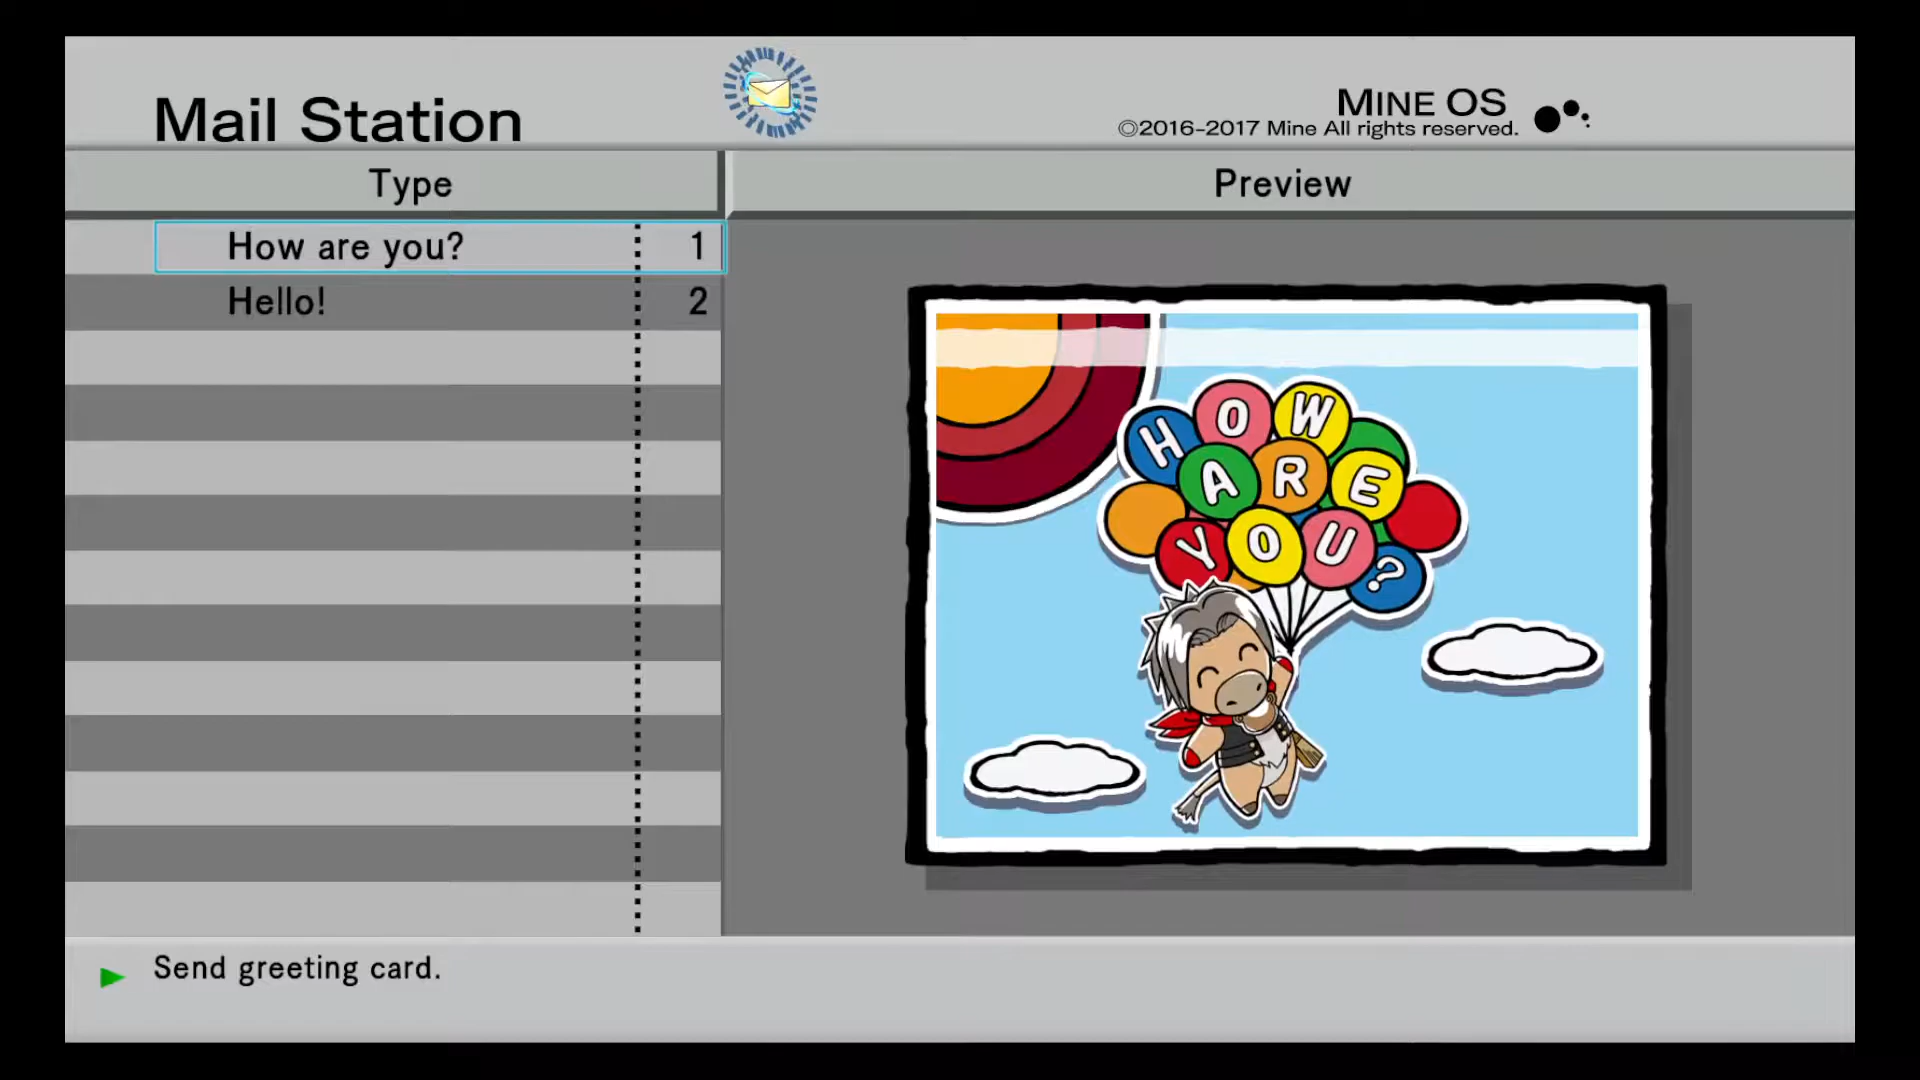 Mail Station
MINE OS
©2016-2017 Mine All rights reserved.
Type
Preview
How are you? 1
Hello! 2
HOW
ARE
YOU?
Send greeting card.